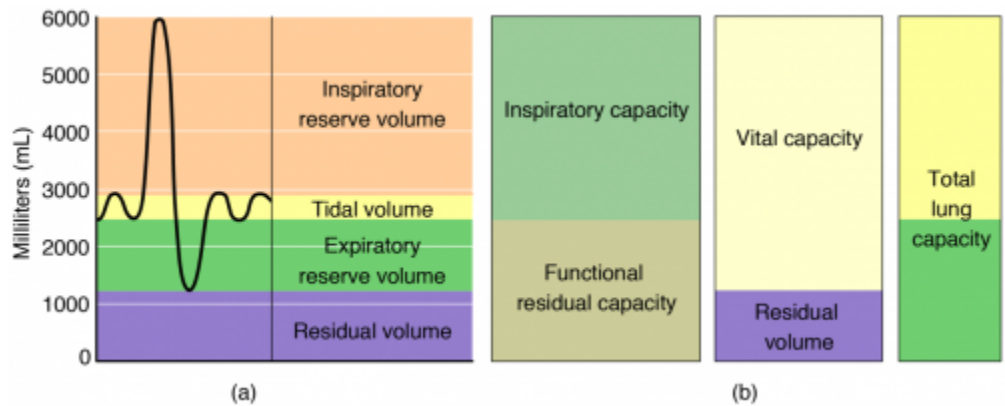 6000
5000
4000
3000
2000
1000
0
Milliliters (mL)
Inspiratory
reserve volume
Tidal volume
Expiratory
reserve volume
Residual volume
(a)
Inspiratory capacity
Functional
residual capacity
Vital capacity
Residual
volume
Total
lung
capacity
(b)